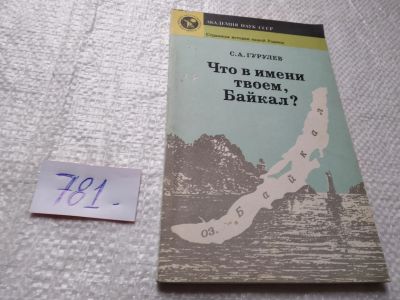 АКАДЕМИЯ НАУК СССР
Страницы истории нашей Родины
С.А.ГУРУЛЕВ
Что в имени
твоем,
Байкал?
оз. Байкал
781.